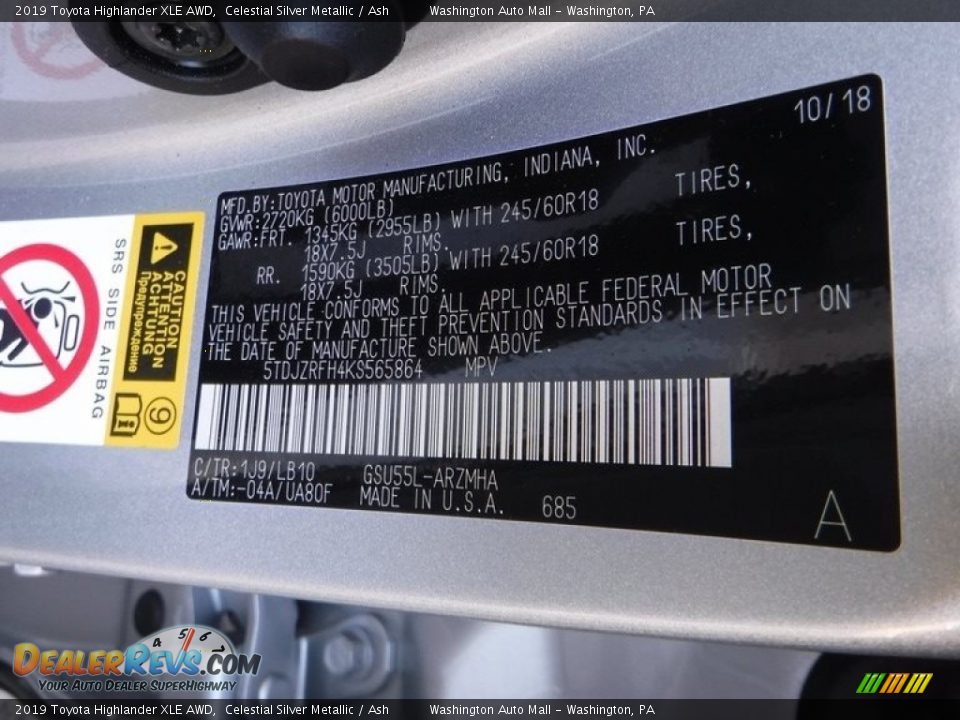 2019 Toyota Highlander XLE AWD, Celestial Silver Metallic / Ash Washington Auto Mall - Washington, PA
10/18
MFD.BY:TOYOTA MOTOR MANUFACTURING, INDIANA, INC.
GVWR:2720KG (6000LB)
GAWR:FRT. 1345KG (2955LB) WITH 245/60R18 TIRES,
18X7.5J RIMS.
RR. 1590KG (3505LB) WITH 245/60R18 TIRES,
18X7.5J RIMS.
THIS VEHICLE CONFORMS TO ALL APPLICABLE FEDERAL MOTOR
VEHICLE SAFETY AND THEFT PREVENTION STANDARDS IN EFFECT ON
THE DATE OF MANUFACTURE SHOWN ABOVE.
5TDJZRFH4KS565864 MPV
C/TR:1J9/LB10 GSU55L-ARZMHA
A/TM:-04A/UA80F MADE IN U.S.A. 685
A
SRS SIDE AIRBAG
CAUTION
ATTENTION
ACHTUNG
Предупреждение
9
4 5 6
DEALERREVS.COM
YOUR AUTO DEALER SUPERHIGHWAY
2019 Toyota Highlander XLE AWD, Celestial Silver Metallic / Ash Washington Auto Mall - Washington, PA